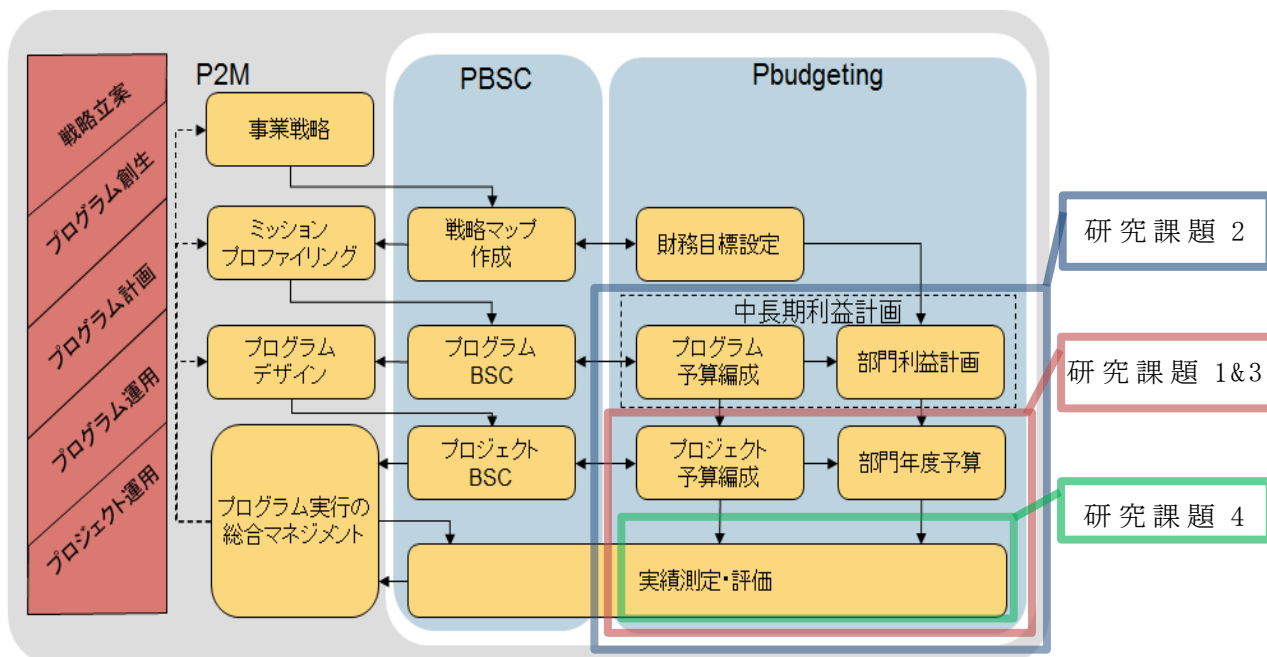 P2M
PBSC
Pbudgeting
戦略立案
プログラム創生
プログラム計画
プログラム運用
プロジェクト運用
事業戦略
ミッション
プロファイリング
戦略マップ
作成
財務目標設定
中長期利益計画
プログラム
デザイン
プログラム
BSC
プログラム
予算編成
部門利益計画
プログラム実行の
総合マネジメント
プロジェクト
BSC
プロジェクト
予算編成
部門年度予算
実績測定・評価
研究課題 2
研究課題 1&3
研究課題 4